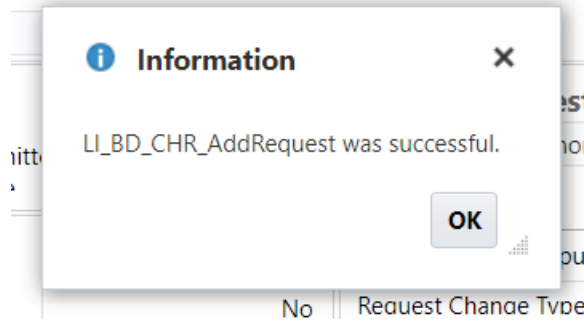 Information
LI_BD_CHR_AddRequest was successful.
OK
No
Request Change Type